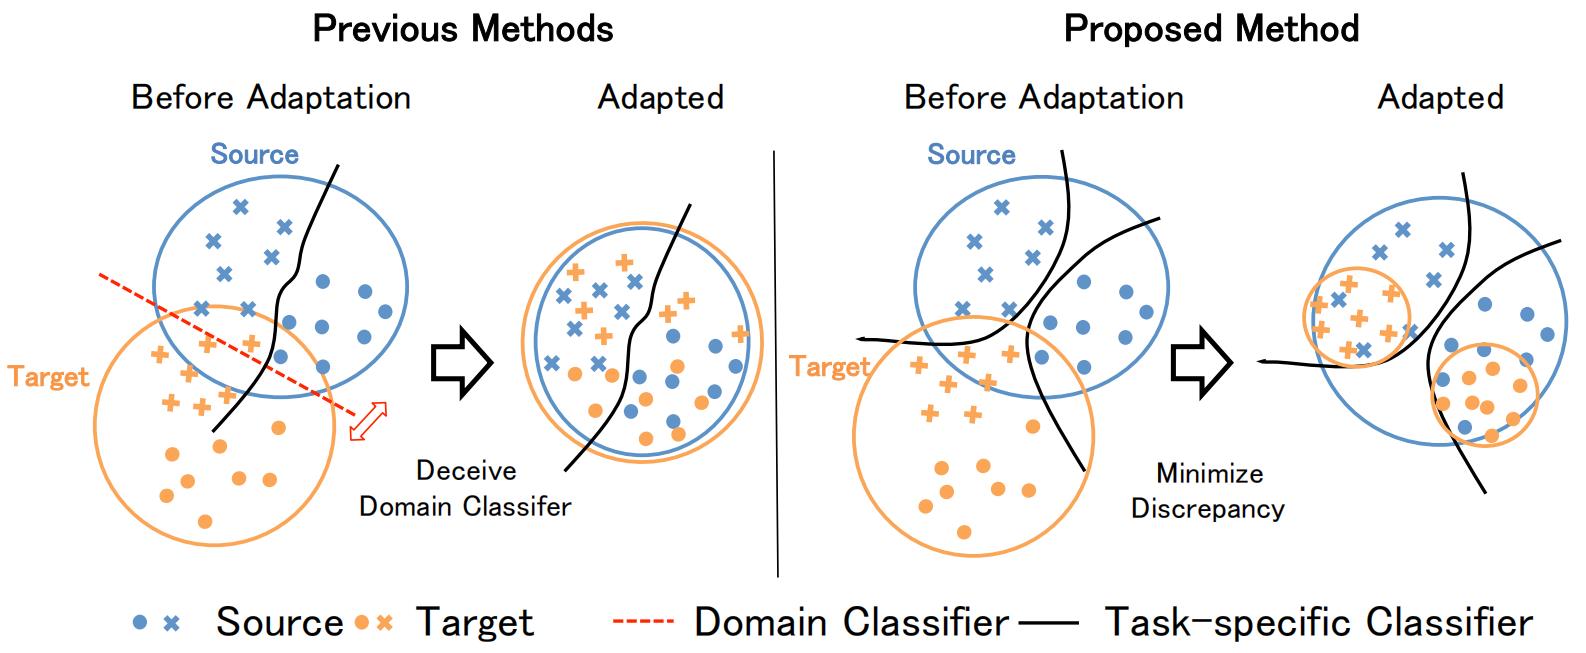 Previous Methods
Proposed Method
Before Adaptation
Adapted
Before Adaptation
Adapted
Source
Source
Target
Target
Deceive
Domain Classifer
Minimize
Discrepancy
Source
Target
Domain Classifier
Task-specific Classifier